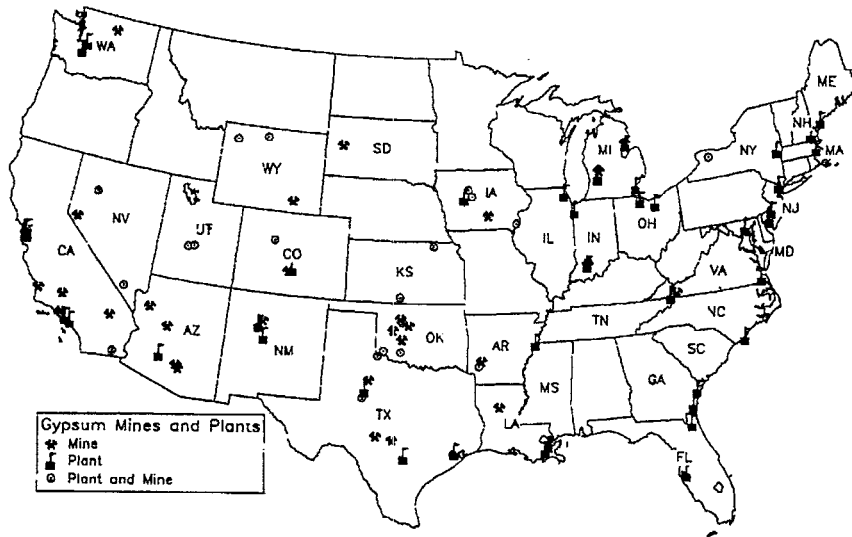 WA
ME
NH
MI
SD
NY
MA
WY
IA
NV
UT
NJ
OH
CO
IL
IN
CA
MD
KS
VA
TN
NC
AZ
OK
NM
AR
SC
MS
GA
TX
LA
FL
Gypsum Mines and Plants
Mine
Plant
Plant and Mine